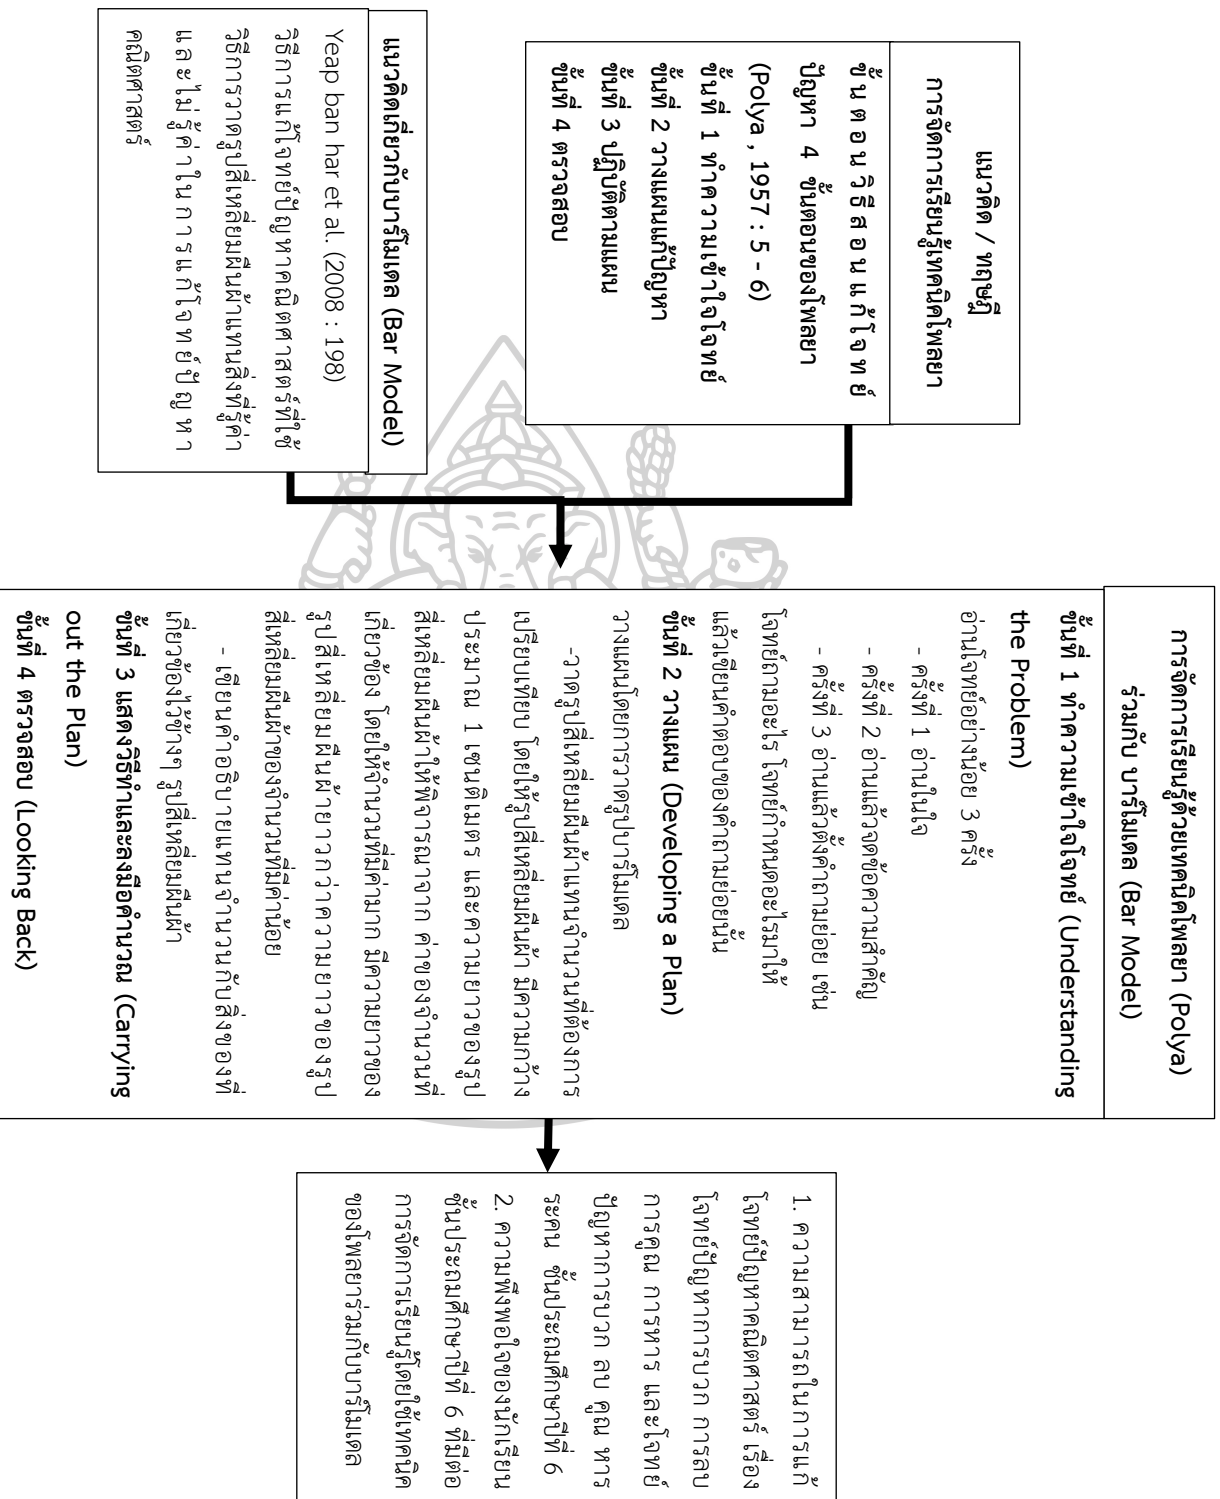 แนวคิด / ทฤษฎี
การจัดการเรียนรู้เทคนิคโพลยา
ขั้นตอนวิธีสอนแก้โจทย์
ปัญหา 4 ขั้นตอนของโพลยา
(Polya , 1957 : 5 - 6)
ขั้นที่ 1 ทำความเข้าใจโจทย์
ขั้นที่ 2 วางแผนแก้ปัญหา
ขั้นที่ 3 ปฏิบัติตามแผน
ขั้นที่ 4 ตรวจสอบ
แนวคิดเกี่ยวกับบาร์โมเดล (Bar Model)
Yeap ban har et al. (2008 : 198)
วิธีการแก้โจทย์ปัญหาคณิตศาสตร์ที่ใช้
วิธีการวาดรูปสี่เหลี่ยมผืนผ้าแทนสิ่งที่รู้ค่า
และไม่รู้ค่าในการแก้โจทย์ปัญหา
คณิตศาสตร์
การจัดการเรียนรู้ด้วยเทคนิคโพลยา (Polya)
ร่วมกับ บาร์โมเดล (Bar Model)
ขั้นที่ 1 ทำความเข้าใจโจทย์ (Understanding
the Problem)
อ่านโจทย์อย่างน้อย 3 ครั้ง
- ครั้งที่ 1 อ่านในใจ
- ครั้งที่ 2 อ่านแล้วจดข้อความสำคัญ
- ครั้งที่ 3 อ่านแล้วตั้งคำถามย่อย เช่น
โจทย์ถามอะไร โจทย์กำหนดอะไรมาให้
แล้วเขียนคำตอบของคำถามย่อยนั้น
ขั้นที่ 2 วางแผน (Developing a Plan)
วางแผนโดยการวาดรูปบาร์โมเดล
-วาดรูปสี่เหลี่ยมผืนผ้าแทนจำนวนที่ต้องการ
เปรียบเทียบ โดยให้รูปสี่เหลี่ยมผืนผ้า มีความกว้าง
ประมาณ 1 เซนติเมตร และความยาวของรูป
สี่เหลี่ยมผืนผ้าให้พิจารณาจาก ค่าของจำนวนที่
เกี่ยวข้อง โดยให้จำนวนที่มีค่ามาก มีความยาวของ
รูปสี่เหลี่ยมผืนผ้ายาวกว่าความยาวของรูป
สี่เหลี่ยมผืนผ้าของจำนวนที่มีค่าน้อย
- เขียนคำอธิบายแทนจำนวนกับสิ่งของที่
เกี่ยวข้องไว้ข้างๆ รูปสี่เหลี่ยมผืนผ้า
ขั้นที่ 3 แสดงวิธีทำและลงมือคำนวณ (Carrying
out the Plan)
ขั้นที่ 4 ตรวจสอบ (Looking Back)
1. ความสามารถในการแก้
โจทย์ปัญหาคณิตศาสตร์ เรื่อง
โจทย์ปัญหาการบวก การลบ
การคูณ การหาร และโจทย์
ปัญหาการบวก ลบ คูณ หาร
ระคน ชั้นประถมศึกษาปีที่ 6
2. ความพึงพอใจของนักเรียน
ชั้นประถมศึกษาปีที่ 6 ที่มีต่อ
การจัดการเรียนรู้โดยใช้เทคนิค
ของโพลยาร่วมกับบาร์โมเดล